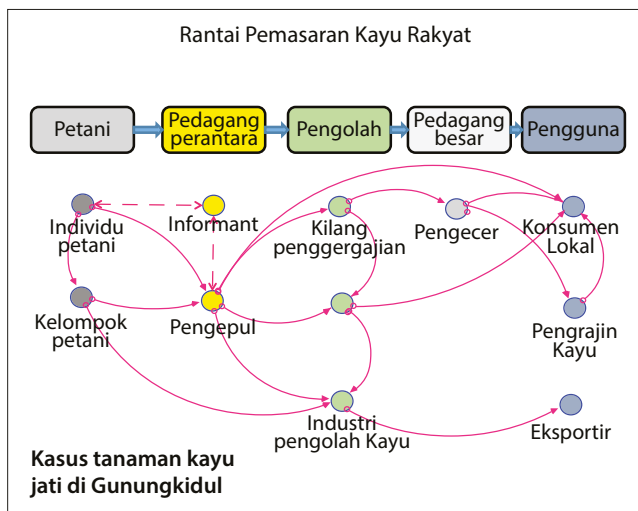 Rantai Pemasaran Kayu Rakyat
Petani
Pedagang
perantara
Pengolah
Pedagang
besar
Pengguna
Individu
petani
Informant
Kilang
penggergajian
Pengecer
Konsumen
Lokal
Kelompok
petani
Pengepul
Pengrajin
Kayu
Industri
pengolah Kayu
Eksportir
Kasus tanaman kayu
jati di Gunungkidul